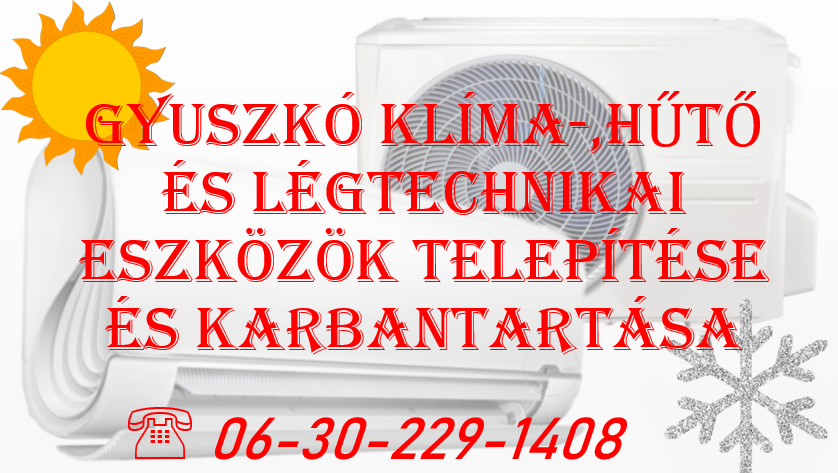 GYUSZKÓ KLÍMA-,HŰTŐ
ÉS LÉGTECHNIKAI
ESZKÖZÖK TELEPÍTÉSE
ÉS KARBANTARTÁSA
☏ 06-30-229-1408